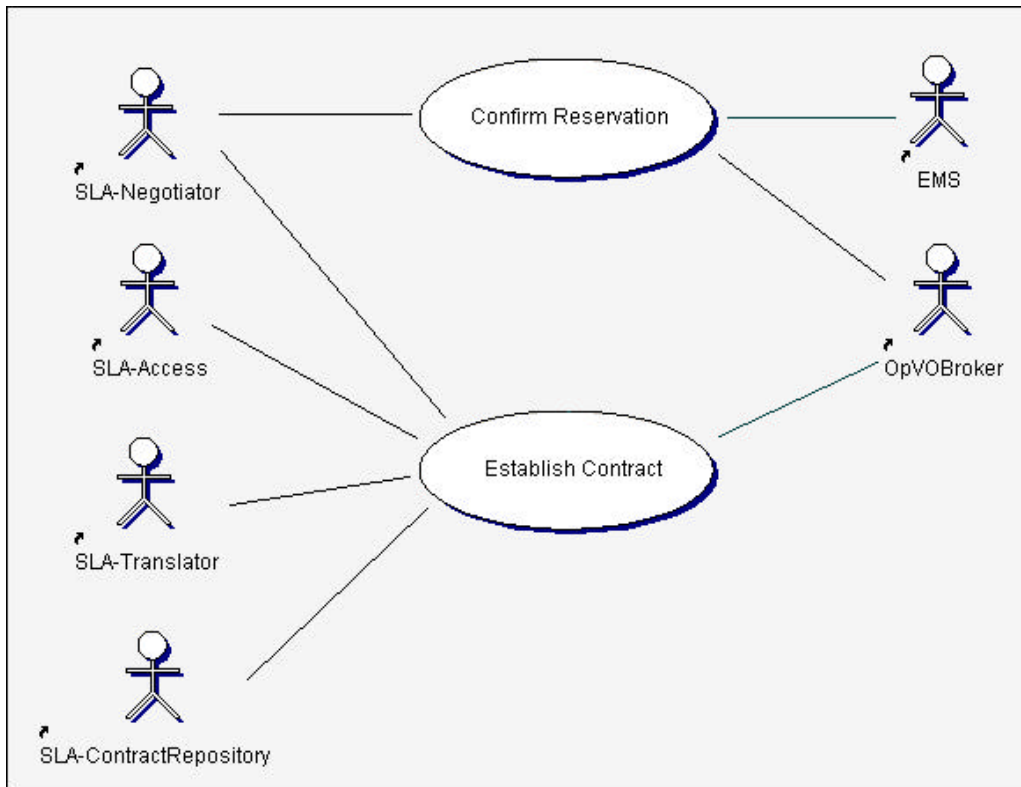 SLA-Negotiator
Confirm Reservation
EMS
SLA-Access
OpVOBroker
Establish Contract
SLA-Translator
SLA-ContractRepository